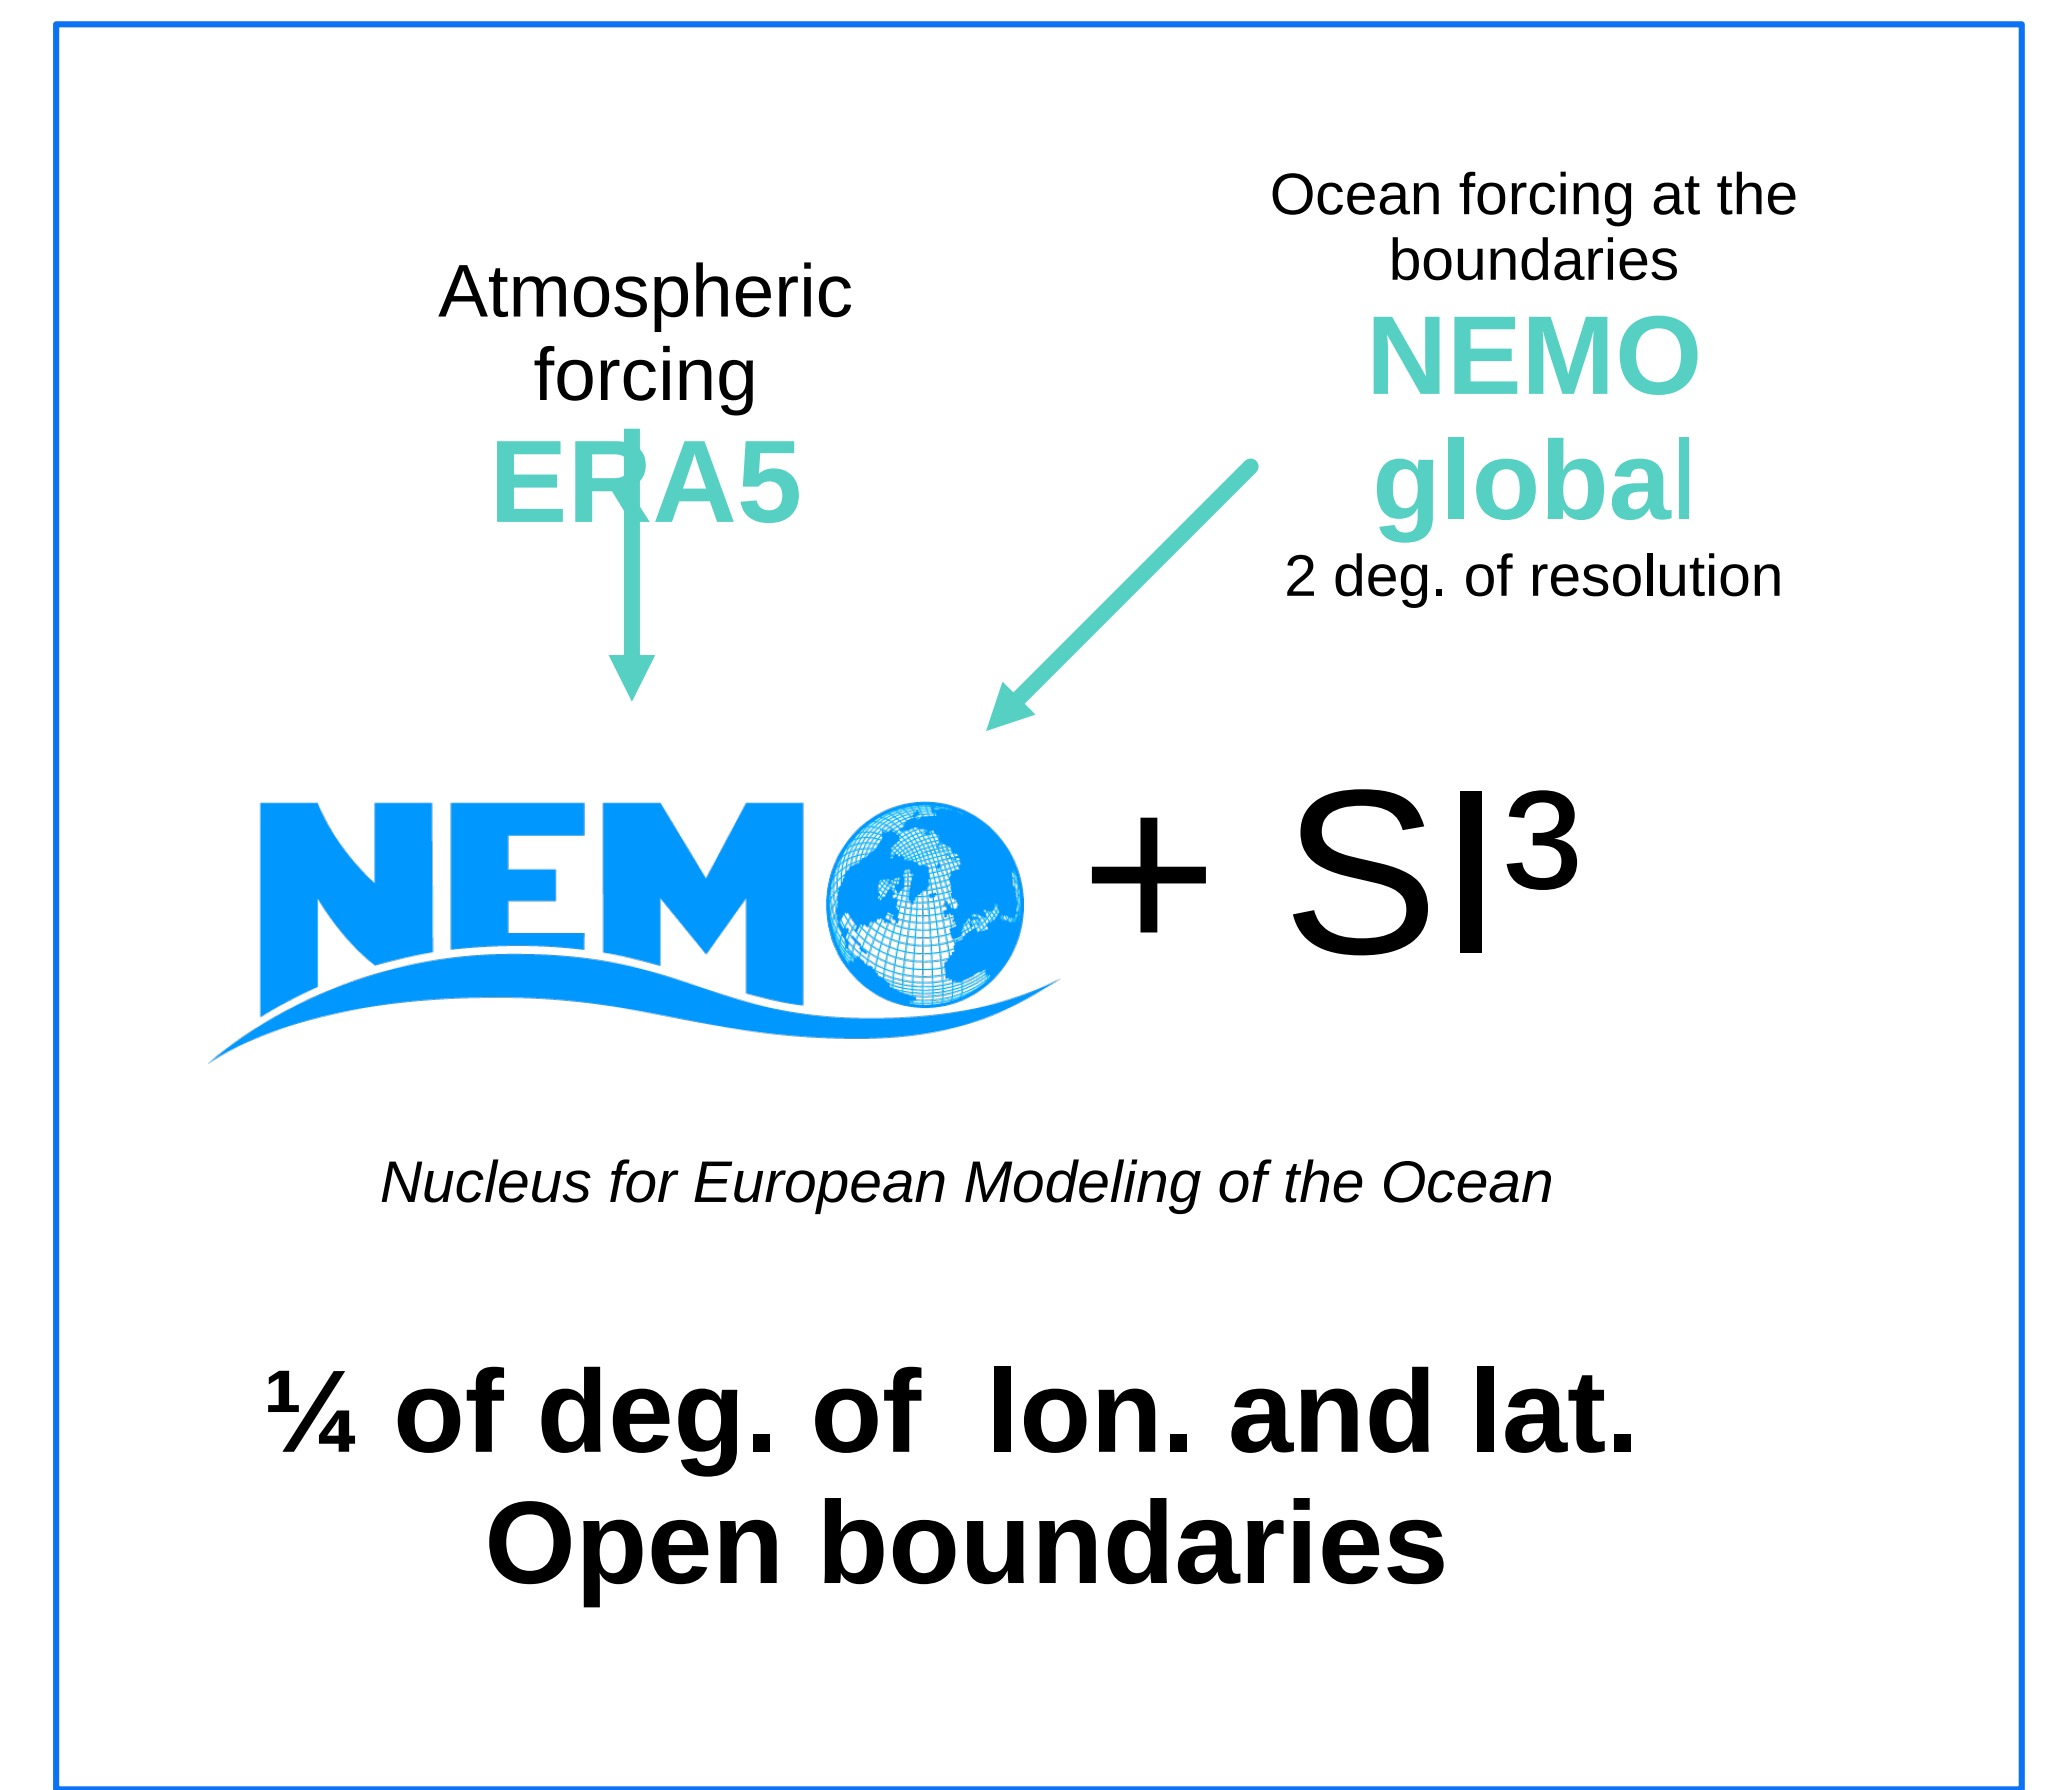 Atmospheric
forcing
ERA5
Ocean forcing at the
boundaries
NEMO
global
2 deg. of resolution
NEMO + SI³
Nucleus for European Modeling of the Ocean
¼ of deg. of  lon. and lat.
Open boundaries